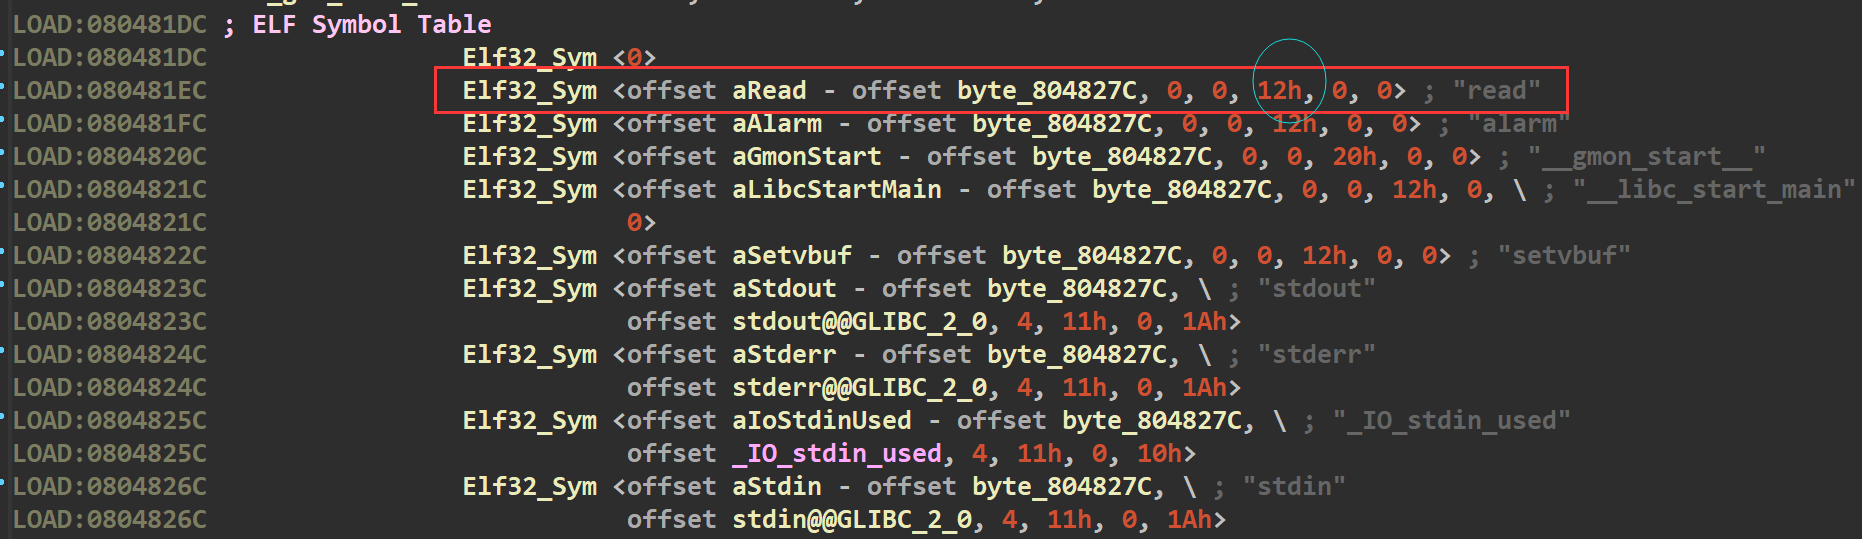 LOAD:080481DC ; ELF Symbol Table
LOAD:080481DC Elf32_Sym <0>
LOAD:080481EC Elf32_Sym <offset aRead - offset byte_804827C, 0, 0, 12h, 0, 0> ; "read"
LOAD:080481FC Elf32_Sym <offset aAlarm - offset byte_804827C, 0, 0, 12h, 0, 0> ; "alarm"
LOAD:0804820C Elf32_Sym <offset aGmonStart - offset byte_804827C, 0, 0, 20h, 0, 0> ; "__gmon_start__"
LOAD:0804821C Elf32_Sym <offset aLibcStartMain - offset byte_804827C, 0, 0, 12h, 0, \ ; "__libc_start_main"
LOAD:0804821C 0>
LOAD:0804822C Elf32_Sym <offset aSetvbuf - offset byte_804827C, 0, 0, 12h, 0, 0> ; "setvbuf"
LOAD:0804823C Elf32_Sym <offset aStdout - offset byte_804827C, \ ; "stdout"
LOAD:0804823C offset stdout@@GLIBC_2_0, 4, 11h, 0, 1Ah>
LOAD:0804824C Elf32_Sym <offset aStderr - offset byte_804827C, \ ; "stderr"
LOAD:0804824C offset stderr@@GLIBC_2_0, 4, 11h, 0, 1Ah>
LOAD:0804825C Elf32_Sym <offset aIoStdinUsed - offset byte_804827C, \ ; "_IO_stdin_used"
LOAD:0804825C offset _IO_stdin_used, 4, 11h, 0, 10h>
LOAD:0804826C Elf32_Sym <offset aStdin - offset byte_804827C, \ ; "stdin"
LOAD:0804826C offset stdin@@GLIBC_2_0, 4, 11h, 0, 1Ah>